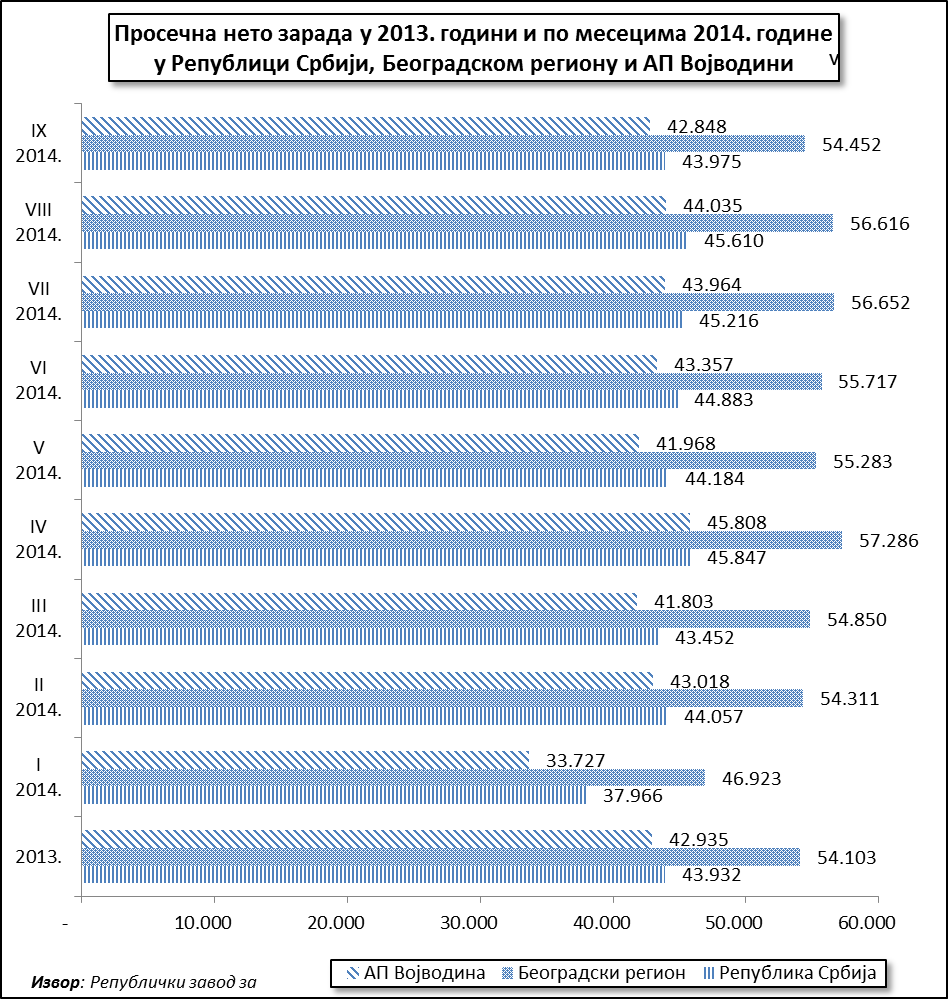 Просечна нето зарада у 2013. години и по месецима 2014. године
у Републици Србији, Београдском региону и АП Војводини
IX
2014.
42.848
54.452
43.975
VIII
2014.
44.035
56.616
45.610
VII
2014.
43.964
56.652
45.216
VI
2014.
43.357
55.717
44.883
V
2014.
41.968
55.283
44.184
IV
2014.
45.808
57.286
45.847
III
2014.
41.803
54.850
43.452
II
2014.
43.018
54.311
44.057
I
2014.
33.727
46.923
37.966
2013.
42.935
54.103
43.932
- 10.000 20.000 30.000 40.000 50.000 60.000
АП Војводина Београдски регион Република Србија
Извор: Републички завод за